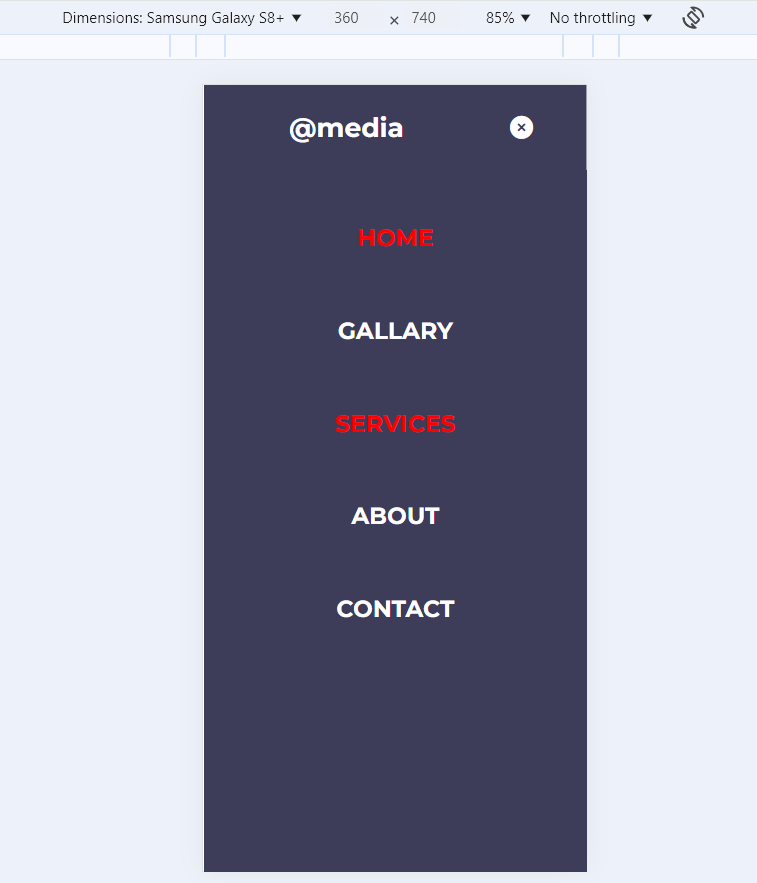 Dimensions: Samsung Galaxy S8+ ▼ 360 × 740 85% ▼ No throttling ▼
@media
HOME
GALLARY
SERVICES
ABOUT
CONTACT